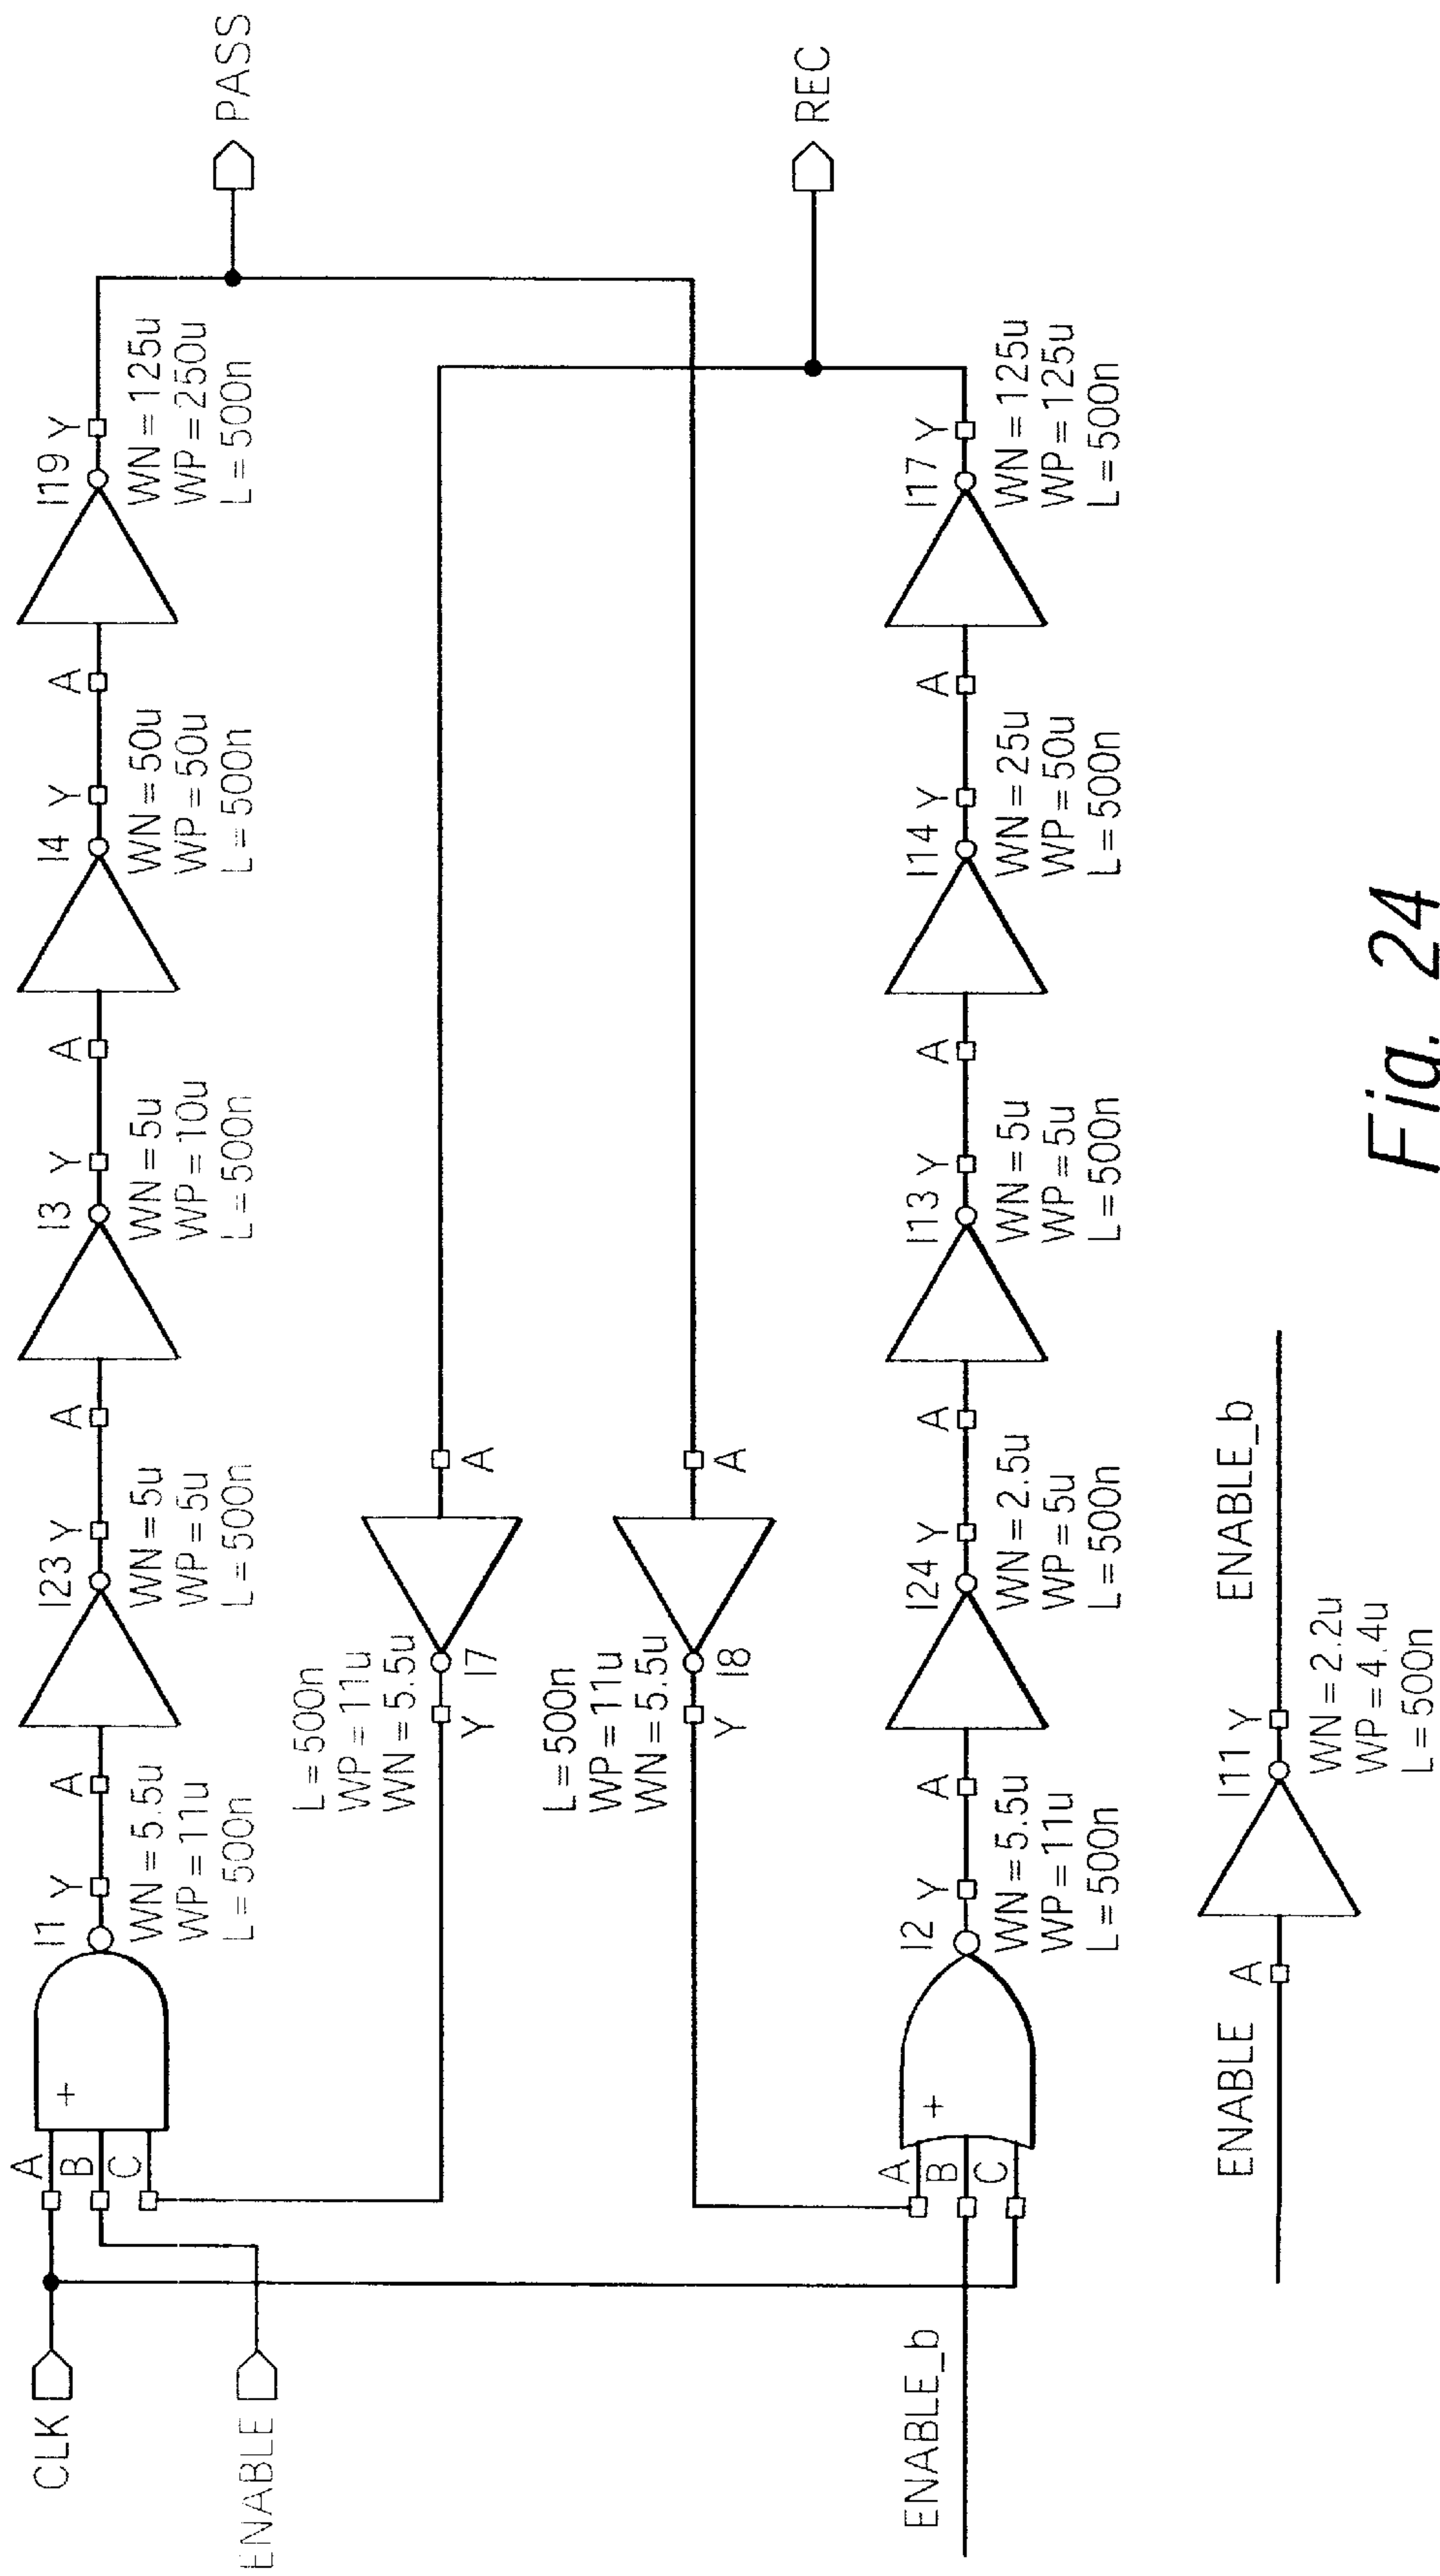 CLK
ENABLE
A
B
C
I1 Y
WN=5.5u
WP=11u
L=500n
A
I23 Y
WN=5u
WP=5u
L=500n
A
I3 Y
WN=5u
WP=10u
L=500n
A
I4 Y
WN=50u
WP=50u
L=500n
A
I19 Y
WN=125u
WP=250u
L=500n
PASS
L=500n
WP=11u
WN=5.5u
Y
I7
A
L=500n
WP=11u
WN=5.5u
Y
I8
A
REC
ENABLE_b
A
B
C
I2 Y
WN=5.5u
WP=11u
L=500n
A
I24 Y
WN=2.5u
WP=5u
L=500n
A
I13 Y
WN=5u
WP=5u
L=500n
A
I14 Y
WN=25u
WP=50u
L=500n
A
I17 Y
WN=125u
WP=125u
L=500n
ENABLE
A
I11 Y
WN=2.2u
WP=4.4u
L=500n
ENABLE_b
Fig. 24